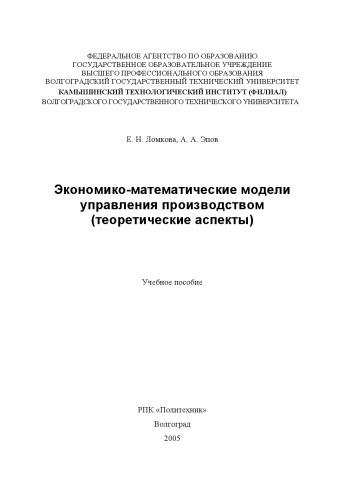 ФЕДЕРАЛЬНОЕ АГЕНТСТВО ПО ОБРАЗОВАНИЮ
ГОСУДАРСТВЕННОЕ ОБРАЗОВАТЕЛЬНОЕ УЧРЕЖДЕНИЕ
ВЫСШЕГО ПРОФЕССИОНАЛЬНОГО ОБРАЗОВАНИЯ
ВОЛГОГРАДСКИЙ ГОСУДАРСТВЕННЫЙ ТЕХНИЧЕСКИЙ УНИВЕРСИТЕТ
КАМЫШИНСКИЙ ТЕХНОЛОГИЧЕСКИЙ ИНСТИТУТ (ФИЛИАЛ)
ВОЛГОГРАДСКОГО ГОСУДАРСТВЕННОГО ТЕХНИЧЕСКОГО УНИВЕРСИТЕТА
Е. Н. Ломкова, А. А. Эпов
Экономико-математические модели
управления производством
(теоретические аспекты)
Учебное пособие
РПК «Политехник»
Волгоград
2005